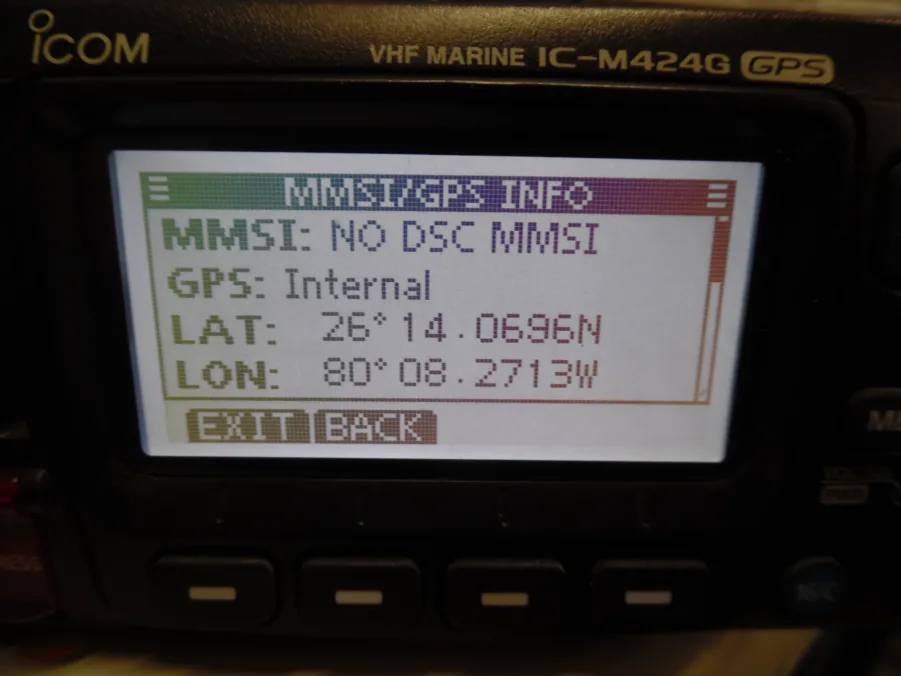 ICOM
VHF MARINE IC-M424G GPS
MMSI/GPS INFO
MMSI: NO DSC MMSI
GPS: Internal
LAT: 26° 14.0696N
LON: 80° 08.2713W
EXIT BACK